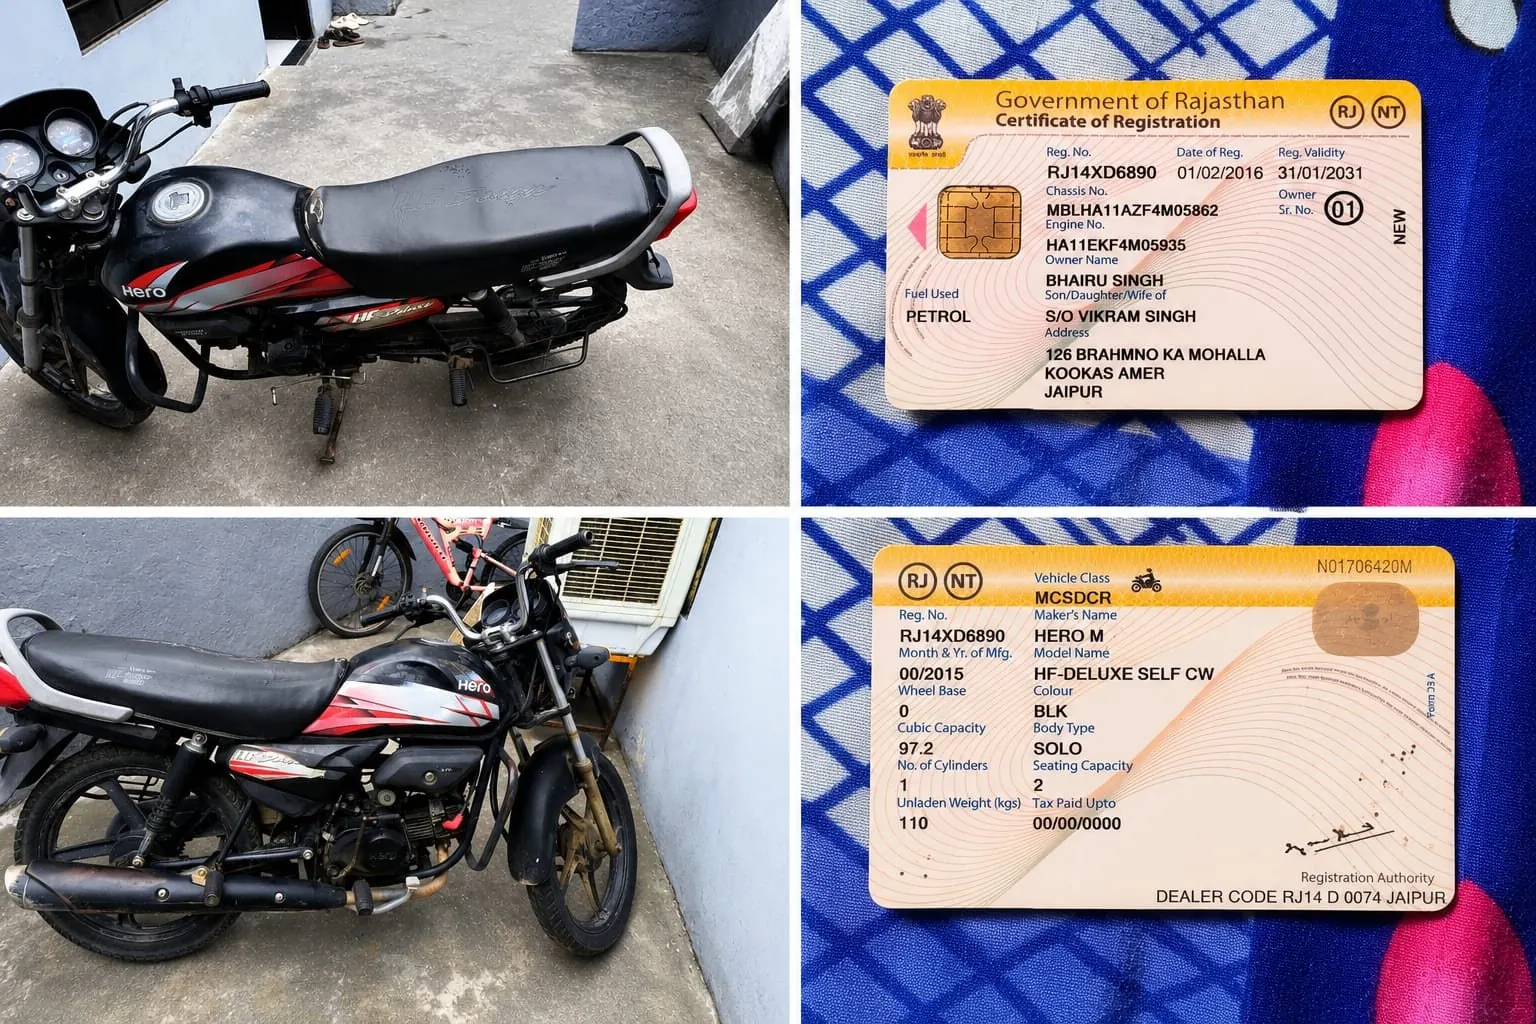 Hero
HF Deluxe
Government of Rajasthan
Certificate of Registration
RJ NT
Reg. No. Date of Reg. Reg. Validity
RJ14XD6890 01/02/2016 31/01/2031
Chassis No.
MBLHA11AZF4M05862
Owner
Sr. No. 01
Engine No.
HA11EKF4M05935
NEW
Owner Name
BHAIRU SINGH
Fuel Used
PETROL
Son/Daughter/Wife of
S/O VIKRAM SINGH
Address
126 BRAHMNO KA MOHALLA
KOOKAS AMER
JAIPUR
Hero
RJ NT
Vehicle Class
MCSDCR
N01706420M
Reg. No. Maker's Name
RJ14XD6890 HERO M
Month & Yr. of Mfg. Model Name
00/2015 HF-DELUXE SELF CW
Wheel Base Colour
0 BLK
Cubic Capacity Body Type
97.2 SOLO
No. of Cylinders Seating Capacity
1 2
Unladen Weight (kgs) Tax Paid Upto
110 00/00/0000
Form 23 A
Registration Authority
DEALER CODE RJ14 D 0074 JAIPUR